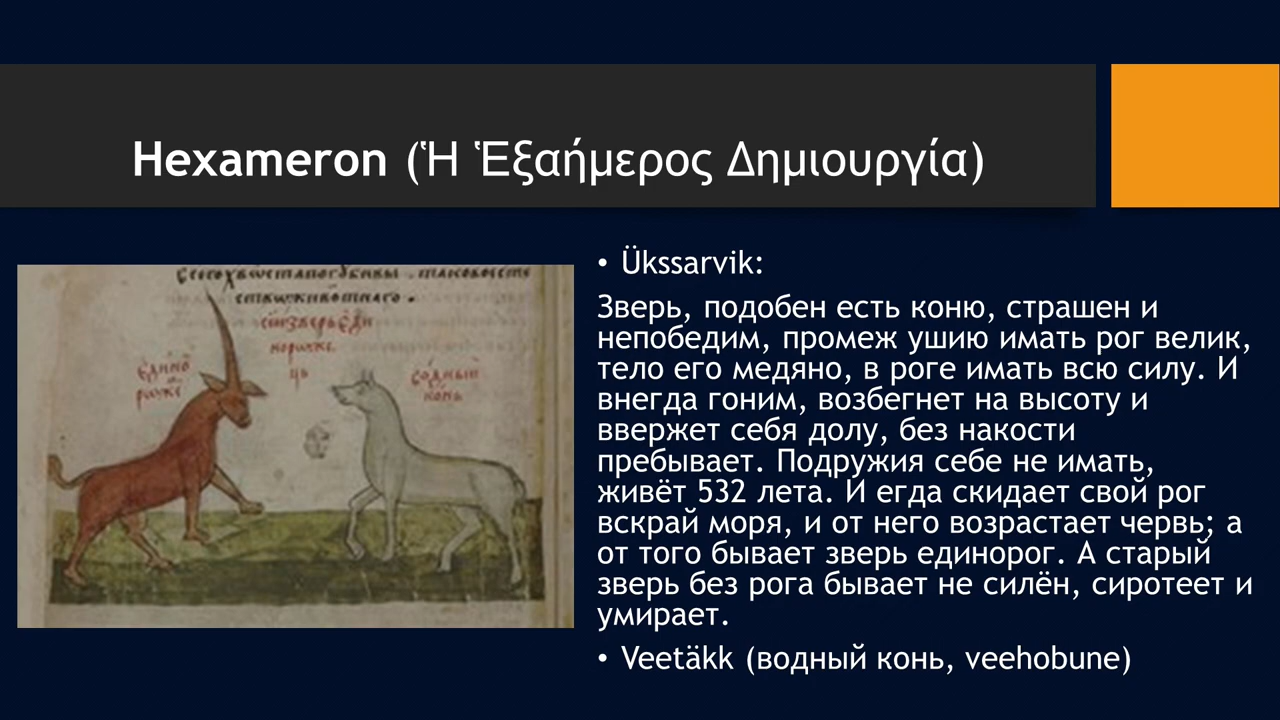 Hexameron (Ἡ Ἑξαήμερος Δημιουργία)
• Ükssarvik:
Зверь, подобен есть коню, страшен и
непобедим, промеж ушию имать рог велик,
тело его медяно, в роге имать всю силу. И
внегда гоним, возбегнет на высоту и
ввержет себя долу, без накости
пребывает. Подружия себе не имать,
живёт 532 лета. И егда скидает свой рог
вскрай моря, и от него возрастает червь; а
от того бывает зверь единорог. А старый
зверь без рога бывает не силён, сиротеет и
умирает.
• Veetäkk (водный конь, veehobune)